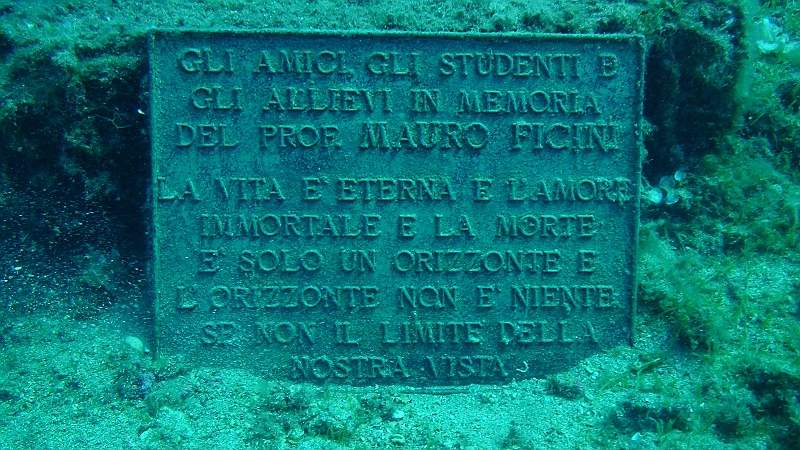 GLI AMICI, GLI STUDENTI E
GLI ALLIEVI IN MEMORIA
DEL PROF. MAURO FICINI
LA VITA E' ETERNA E L'AMORE
IMMORTALE E LA MORTE
E' SOLO UN ORIZZONTE E
L'ORIZZONTE NON E' NIENTE
SE NON IL LIMITE DELLA
NOSTRA VISTA